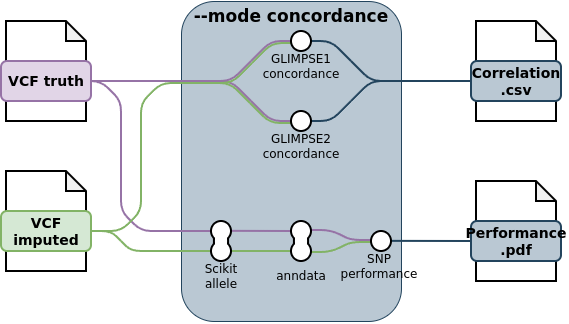 --mode concordance
VCF truth
GLIMPSE1
concordance
Correlation
.csv
GLIMPSE2
concordance
VCF
imputed
Scikit
allele
anndata
SNP
performance
Performance
.pdf